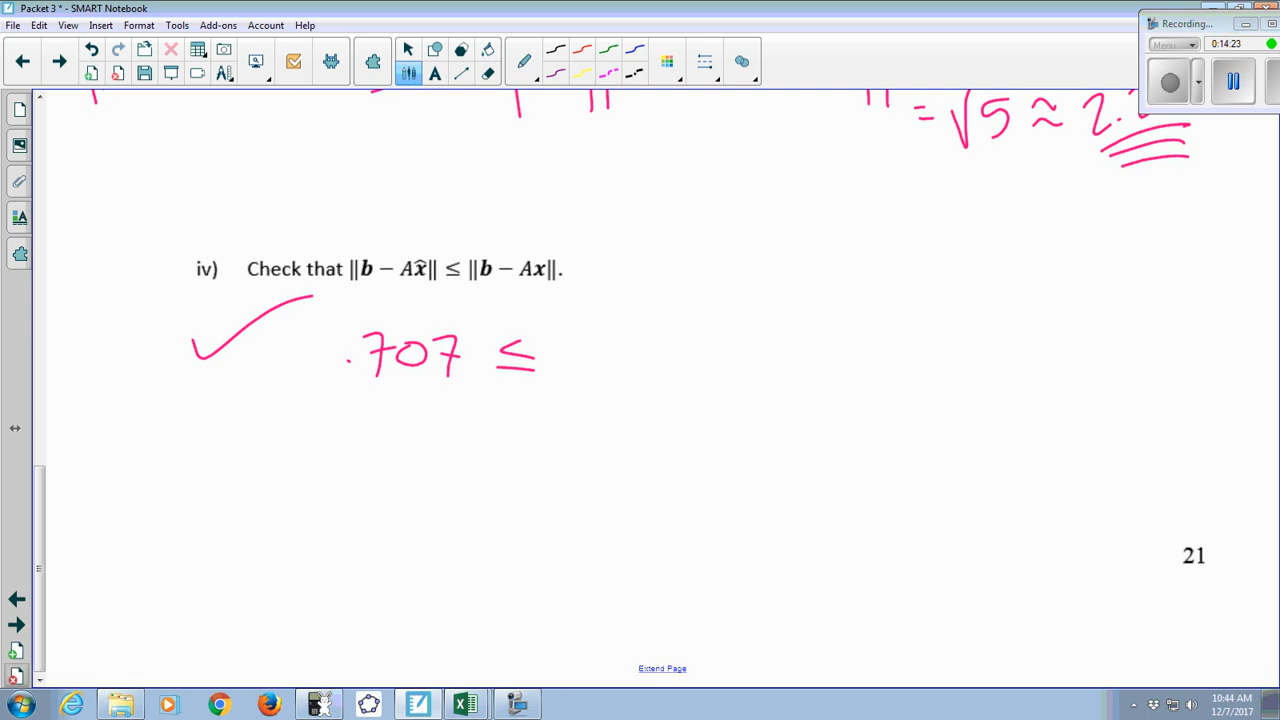 Packet 3 * - SMART Notebook
File Edit View Insert Format Tools Add-ons Account Help
Recording...
Menu
0:14:23
= √5 ≈ 2.
iv) Check that ‖b − Ax̂‖ ≤ ‖b − Ax‖.
.707 ≤
21
Extend Page
10:44 AM
12/7/2017